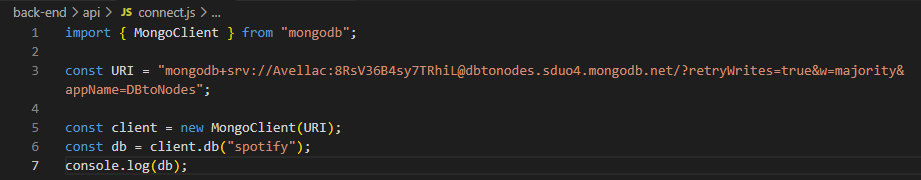 back-end > api > JS connect.js > ...
1 import { MongoClient } from "mongodb";
2
3 const URI = "mongodb+srv://Avellac:8RsV36B4sy7TRhiL@dbtonodes.sduo4.mongodb.net/?retryWrites=true&w=majority&
appName=DBtoNodes";
4
5 const client = new MongoClient(URI);
6 const db = client.db("spotify");
7 console.log(db);